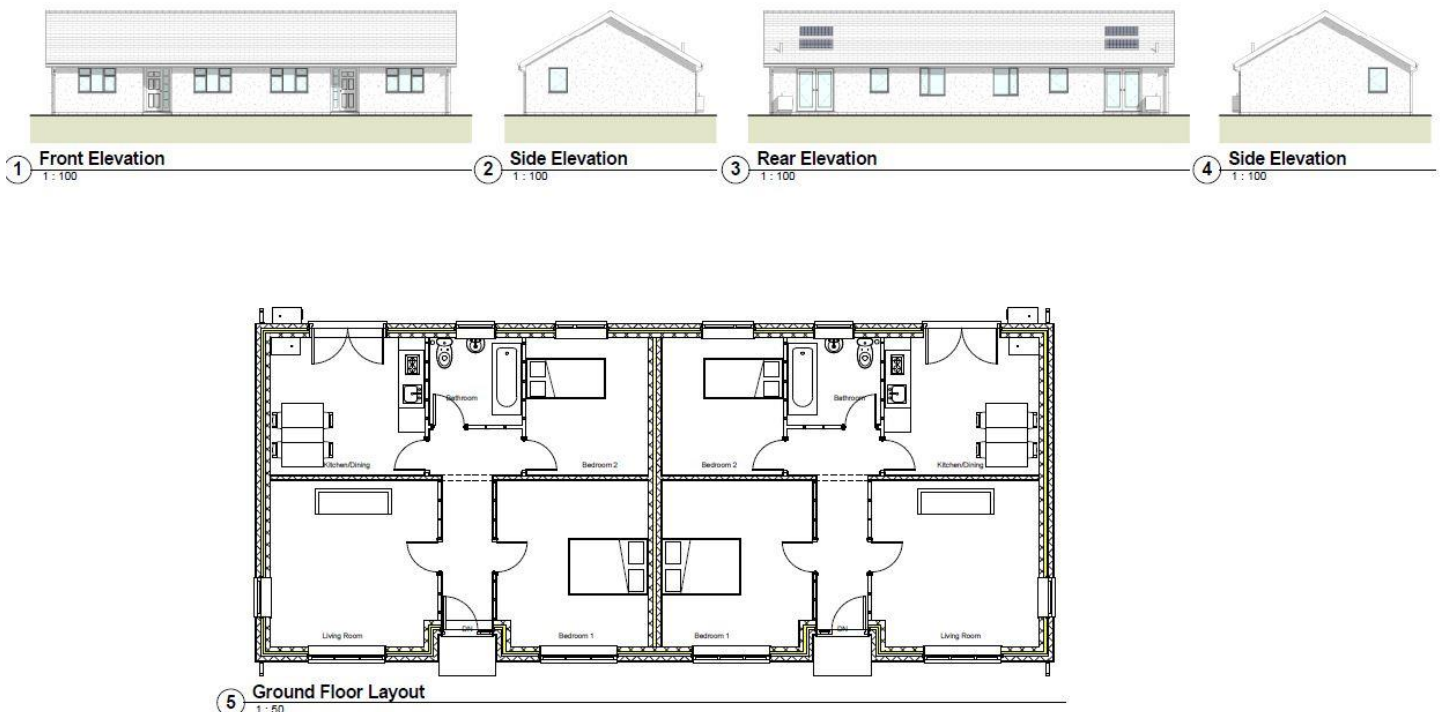 1
Front Elevation
1 : 100
2
Side Elevation
1 : 100
3
Rear Elevation
1 : 100
4
Side Elevation
1 : 100
Bathroom
Bathroom
Kitchen/Dining
Bedroom 2
Bedroom 2
Kitchen/Dining
DN
DN
Living Room
Bedroom 1
Bedroom 1
Living Room
5
Ground Floor Layout
1 : 50